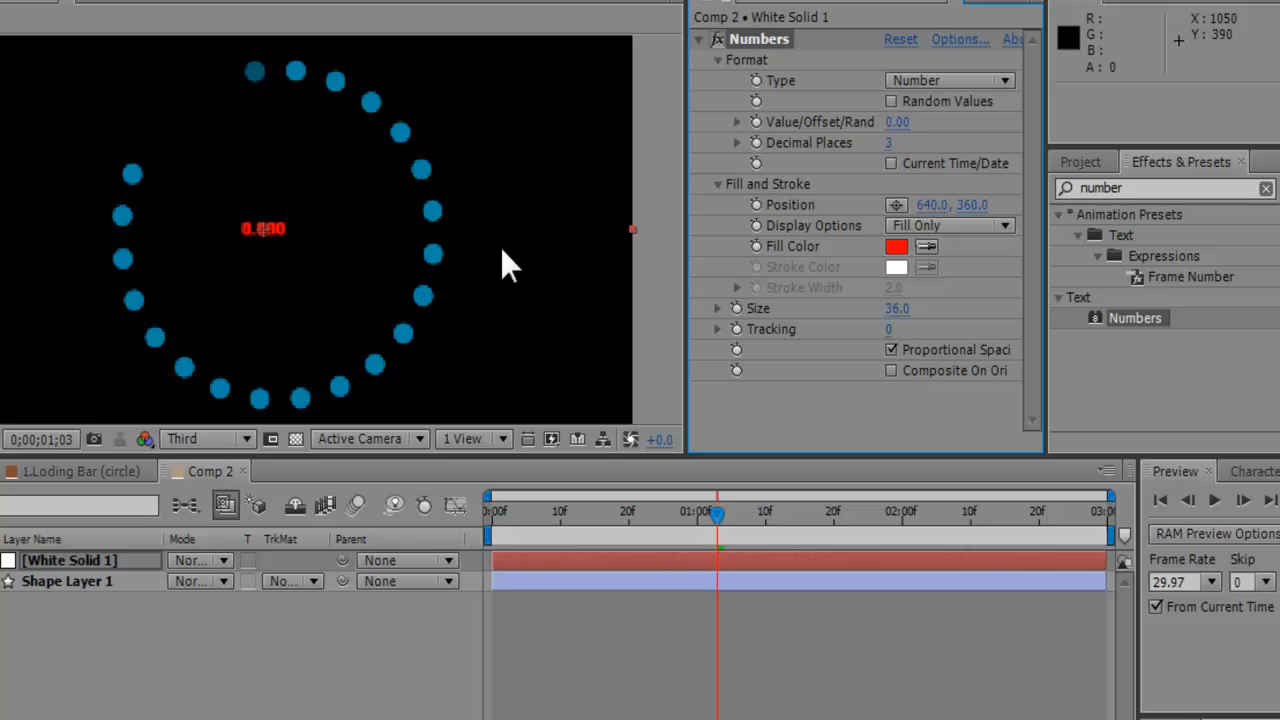 Comp 2 • White Solid 1
Numbers Reset Options... Abo
Format
Type Number
Random Values
Value/Offset/Rand 0.00
Decimal Places 3
Current Time/Date
Fill and Stroke
Position 640.0, 360.0
Display Options Fill Only
Fill Color
Stroke Color
Stroke Width 2.0
Size 36.0
Tracking 0
Proportional Spaci
Composite On Ori
R :
G :
B :
A : 0
X : 1050
Y : 390
Project Effects & Presets ×
number
* Animation Presets
Text
Expressions
Frame Number
Text
Numbers
0;00;01;03 Third Active Camera 1 View +0.0
1.Loding Bar (circle) Comp 2 ×
0:00f 10f 20f 01:00f 10f 20f 02:00f 10f 20f 03:00
Layer Name Mode T TrkMat Parent
[White Solid 1] Nor... None
Shape Layer 1 Nor... No... None
Preview × Characte
RAM Preview Options
Frame Rate Skip
29.97 0
From Current Time